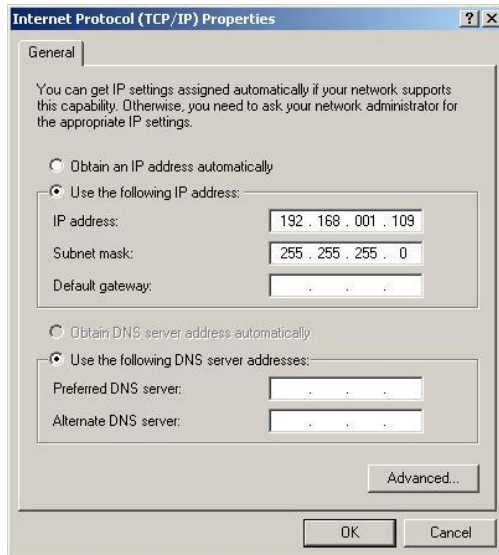 Internet Protocol (TCP/IP) Properties
General
You can get IP settings assigned automatically if your network supports
this capability. Otherwise, you need to ask your network administrator for
the appropriate IP settings.
Obtain an IP address automatically
Use the following IP address:
IP address: 192 . 168 . 001 . 109
Subnet mask: 255 . 255 . 255 . 0
Default gateway: . . .
Obtain DNS server address automatically
Use the following DNS server addresses:
Preferred DNS server: . . .
Alternate DNS server: . . .
Advanced...
OK Cancel